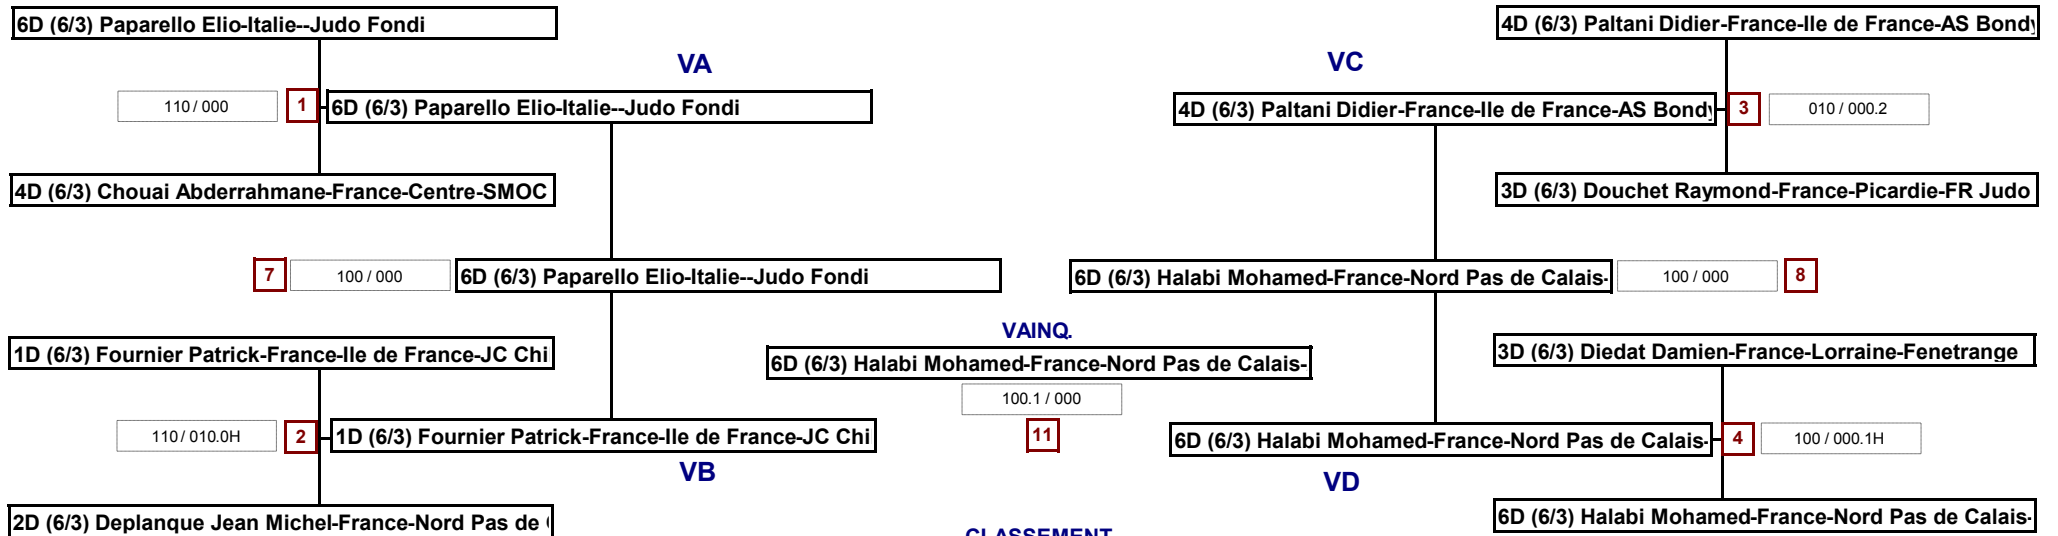 6D (6/3) Paparello Elio-Italie--Judo Fondi
4D (6/3) Paltani Didier-France-Ile de France-AS Bondy
VA
VC
110 / 000
1
6D (6/3) Paparello Elio-Italie--Judo Fondi
4D (6/3) Paltani Didier-France-Ile de France-AS Bondy
3
010 / 000.2
4D (6/3) Chouai Abderrahmane-France-Centre-SMOC
3D (6/3) Douchet Raymond-France-Picardie-FR Judo
7
100 / 000
6D (6/3) Paparello Elio-Italie--Judo Fondi
6D (6/3) Halabi Mohamed-France-Nord Pas de Calais-
100 / 000
8
VAINQ.
1D (6/3) Fournier Patrick-France-Ile de France-JC Chi
6D (6/3) Halabi Mohamed-France-Nord Pas de Calais-
3D (6/3) Diedat Damien-France-Lorraine-Fenetrange
100.1 / 000
110 / 010.0H
2
1D (6/3) Fournier Patrick-France-Ile de France-JC Chi
11
6D (6/3) Halabi Mohamed-France-Nord Pas de Calais-
4
100 / 000.1H
VB
VD
2D (6/3) Deplanque Jean Michel-France-Nord Pas de
6D (6/3) Halabi Mohamed-France-Nord Pas de Calais-
CLASSEMENT